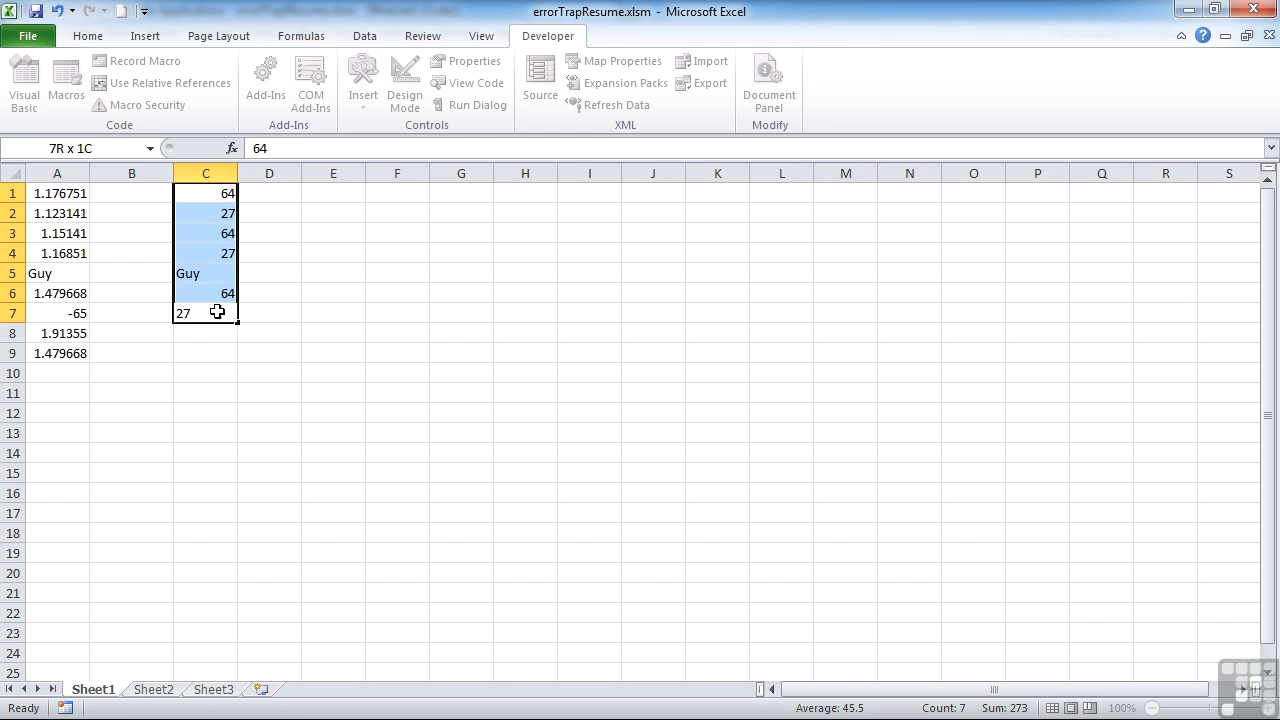 errorTrapResume.xlsm - Microsoft Excel
File Home Insert Page Layout Formulas Data Review View Developer
Visual Basic
Macros
Record Macro
Use Relative References
Macro Security
Code
Add-Ins
COM Add-Ins
Add-Ins
Insert
Design Mode
Properties
View Code
Run Dialog
Controls
Source
Map Properties
Expansion Packs
Refresh Data
Import
Export
XML
Document Panel
Modify
7R x 1C fx 64
A B C D E F G H I J K L M N O P Q R S
1 1.176751 64
2 1.123141 27
3 1.15141 64
4 1.16851 27
5 Guy Guy
6 1.479668 64
7 -65 27
8 1.91355
9 1.479668
10
11
12
13
14
15
16
17
18
19
20
21
22
23
24
25
Sheet1 Sheet2 Sheet3
Ready Average: 45.5 Count: 7 Sum: 273 100%